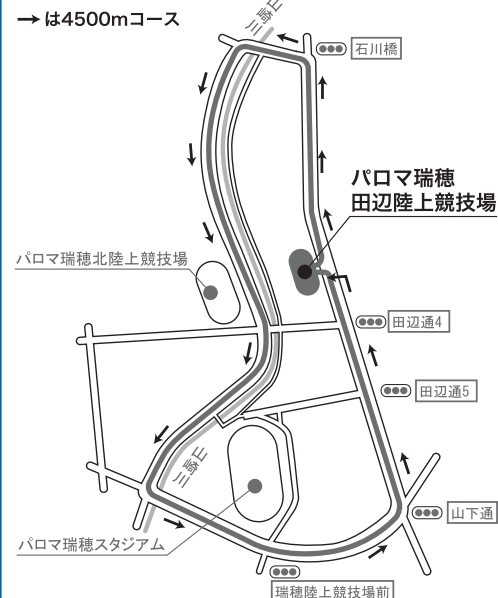 → は4500mコース
山崎川
石川橋
パロマ瑞穂
田辺陸上競技場
パロマ瑞穂北陸上競技場
田辺通4
田辺通5
山崎川
山下通
パロマ瑞穂スタジアム
瑞穂陸上競技場前